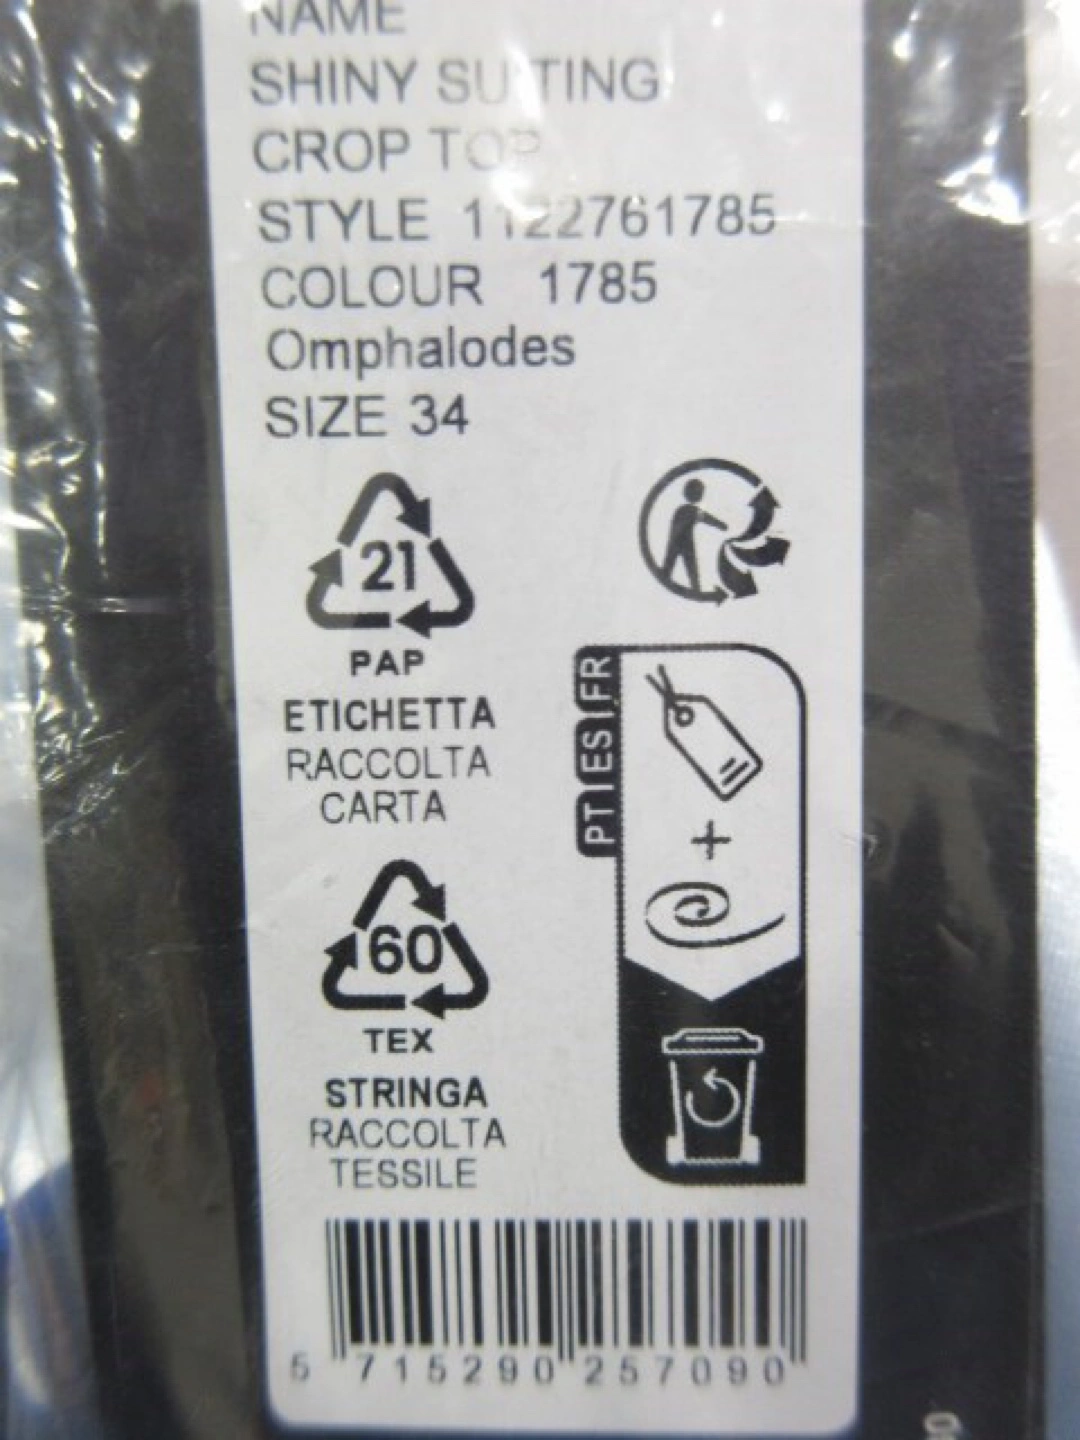 NAME
SHINY SUITING
CROP TOP
STYLE 1122761785
COLOUR 1785
Omphalodes
SIZE 34
21
PAP
ETICHETTA
RACCOLTA
CARTA
PT|ES|FR
+
60
TEX
STRINGA
RACCOLTA
TESSILE
5 715290 257090